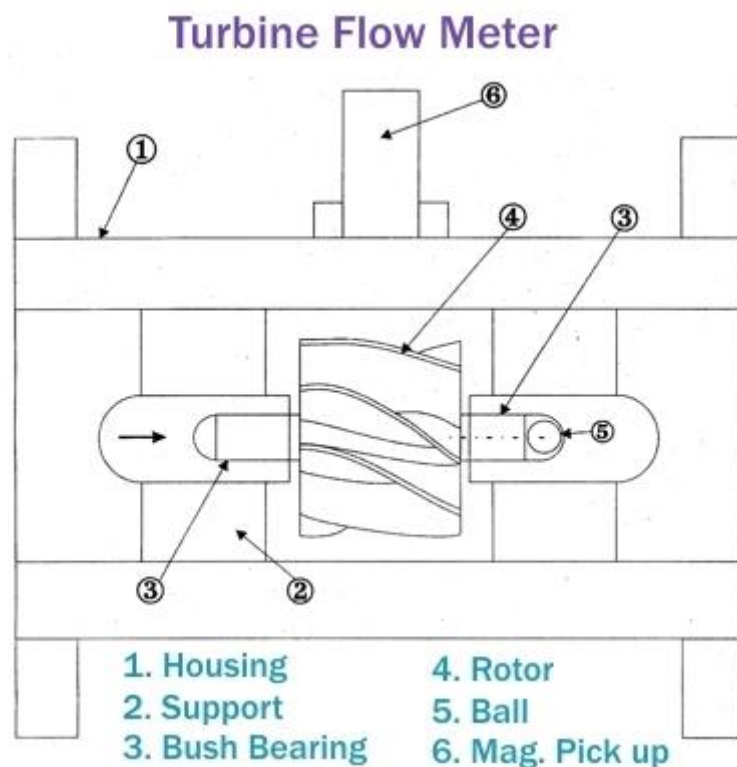 Turbine Flow Meter
⑥
①
④
③
⑤
③
②
1. Housing
2. Support
3. Bush Bearing
4. Rotor
5. Ball
6. Mag. Pick up